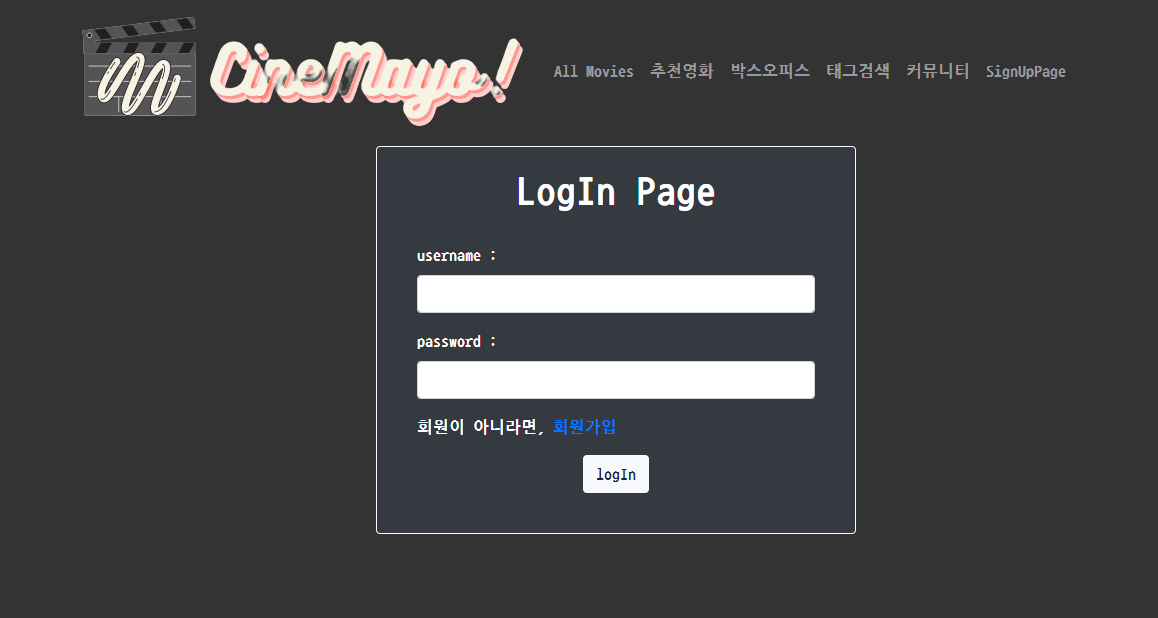 CineMayo!
All Movies 추천영화 박스오피스 태그검색 커뮤니티 SignUpPage
LogIn Page
username :
password :
회원이 아니라면, 회원가입
logIn